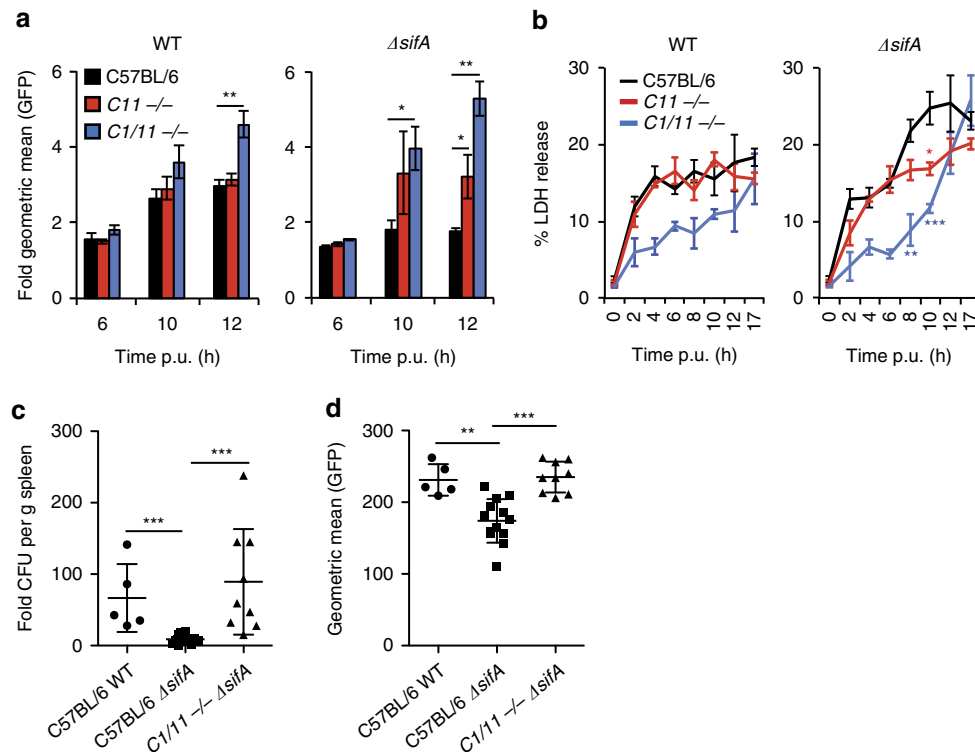 a
WT
ΔsifA
Fold geometric mean (GFP)
6
4
2
0
C57BL/6
C11 –/–
C1/11 –/–
**
6
10
12
Time p.u. (h)
6
4
2
0
*
*
**
6
10
12
Time p.u. (h)
b
WT
ΔsifA
% LDH release
30
20
10
0
C57BL/6
C11 –/–
C1/11 –/–
0
2
4
6
8
10
12
17
Time p.u. (h)
30
20
10
0
*
***
**
0
2
4
6
8
10
12
17
Time p.u. (h)
c
Fold CFU per g spleen
300
200
100
0
***
***
C57BL/6 WT
C57BL/6 ΔsifA
C1/11 –/– ΔsifA
d
Geometric mean (GFP)
300
200
100
0
**
***
C57BL/6 WT
C57BL/6 ΔsifA
C1/11 –/– ΔsifA